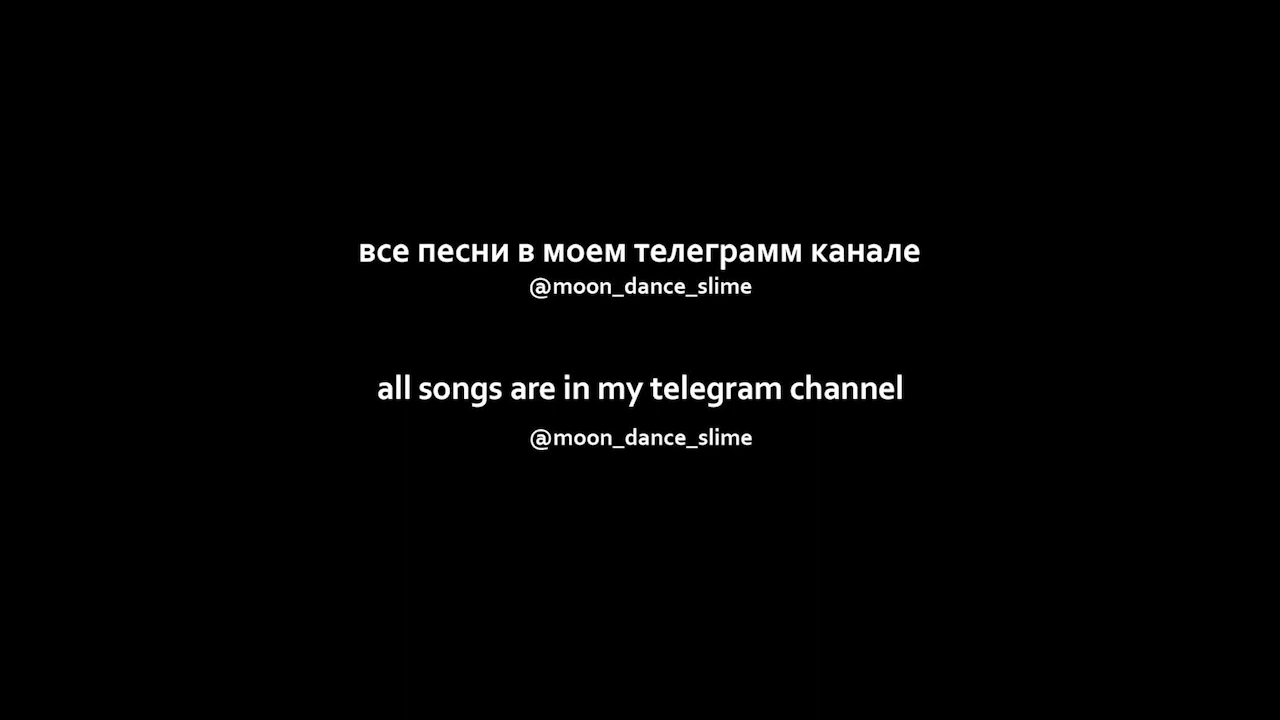 все песни в моем телеграмм канале
@moon_dance_slime
all songs are in my telegram channel
@moon_dance_slime